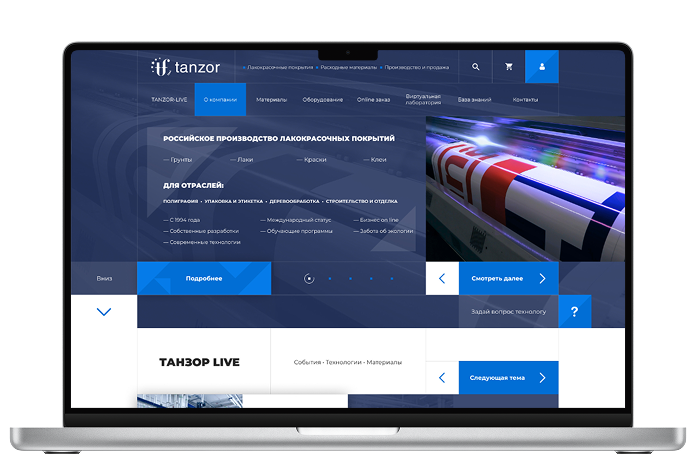 tanzor
Лакокрасочные покрытия • Расходные материалы • Производство и продажа
TANZOR-LIVE
О компании
Материалы
Оборудование
Online заказ
Виртуальная
лаборатория
База знаний
Контакты
РОССИЙСКОЕ ПРОИЗВОДСТВО ЛАКОКРАСОЧНЫХ ПОКРЫТИЙ
— Грунты — Лаки — Краски — Клеи
ДЛЯ ОТРАСЛЕЙ:
ПОЛИГРАФИЯ • УПАКОВКА И ЭТИКЕТКА • ДЕРЕВООБРАБОТКА • СТРОИТЕЛЬСТВО И ОТДЕЛКА
— С 1994 года — Международный статус — Бизнес on line
— Собственные разработки — Обучающие программы — Забота об экологии
— Современные технологии
Вниз
Подробнее
Смотреть далее
Задай вопрос технологу
?
ТАНЗОР LIVE
События • Технологии • Материалы
Следующая тема